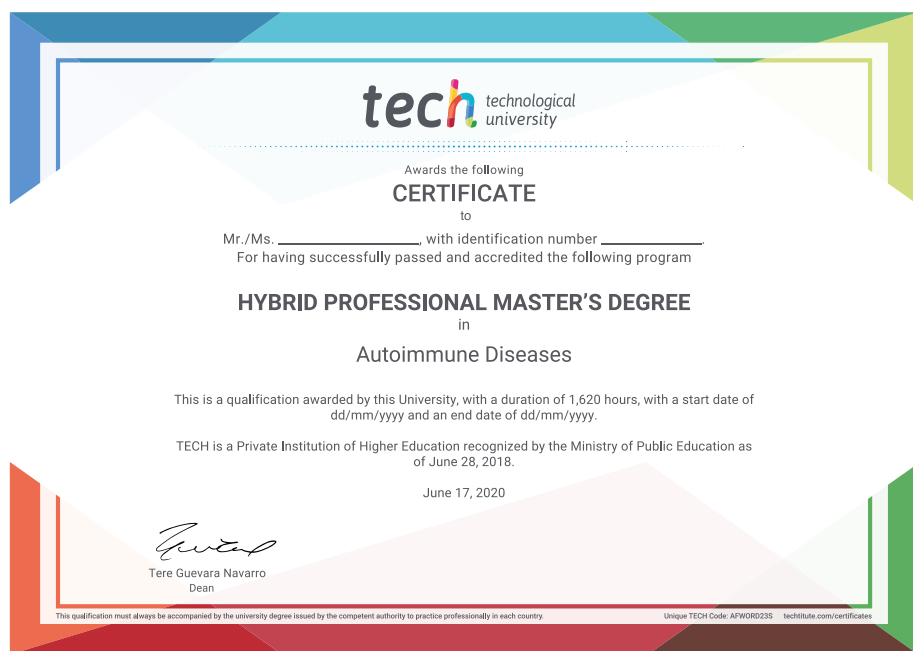 tech technological
university
Awards the following
CERTIFICATE
to
Mr./Ms. ____________________, with identification number ______________.
For having successfully passed and accredited the following program
HYBRID PROFESSIONAL MASTER'S DEGREE
in
Autoimmune Diseases
This is a qualification awarded by this University, with a duration of 1,620 hours, with a start date of
dd/mm/yyyy and an end date of dd/mm/yyyy.
TECH is a Private Institution of Higher Education recognized by the Ministry of Public Education as
of June 28, 2018.
June 17, 2020
Tere Guevara Navarro
Dean
This qualification must always be accompanied by the university degree issued by the competent authority to practice professionally in each country. Unique TECH Code: AFWORD23S techtitute.com/certificates